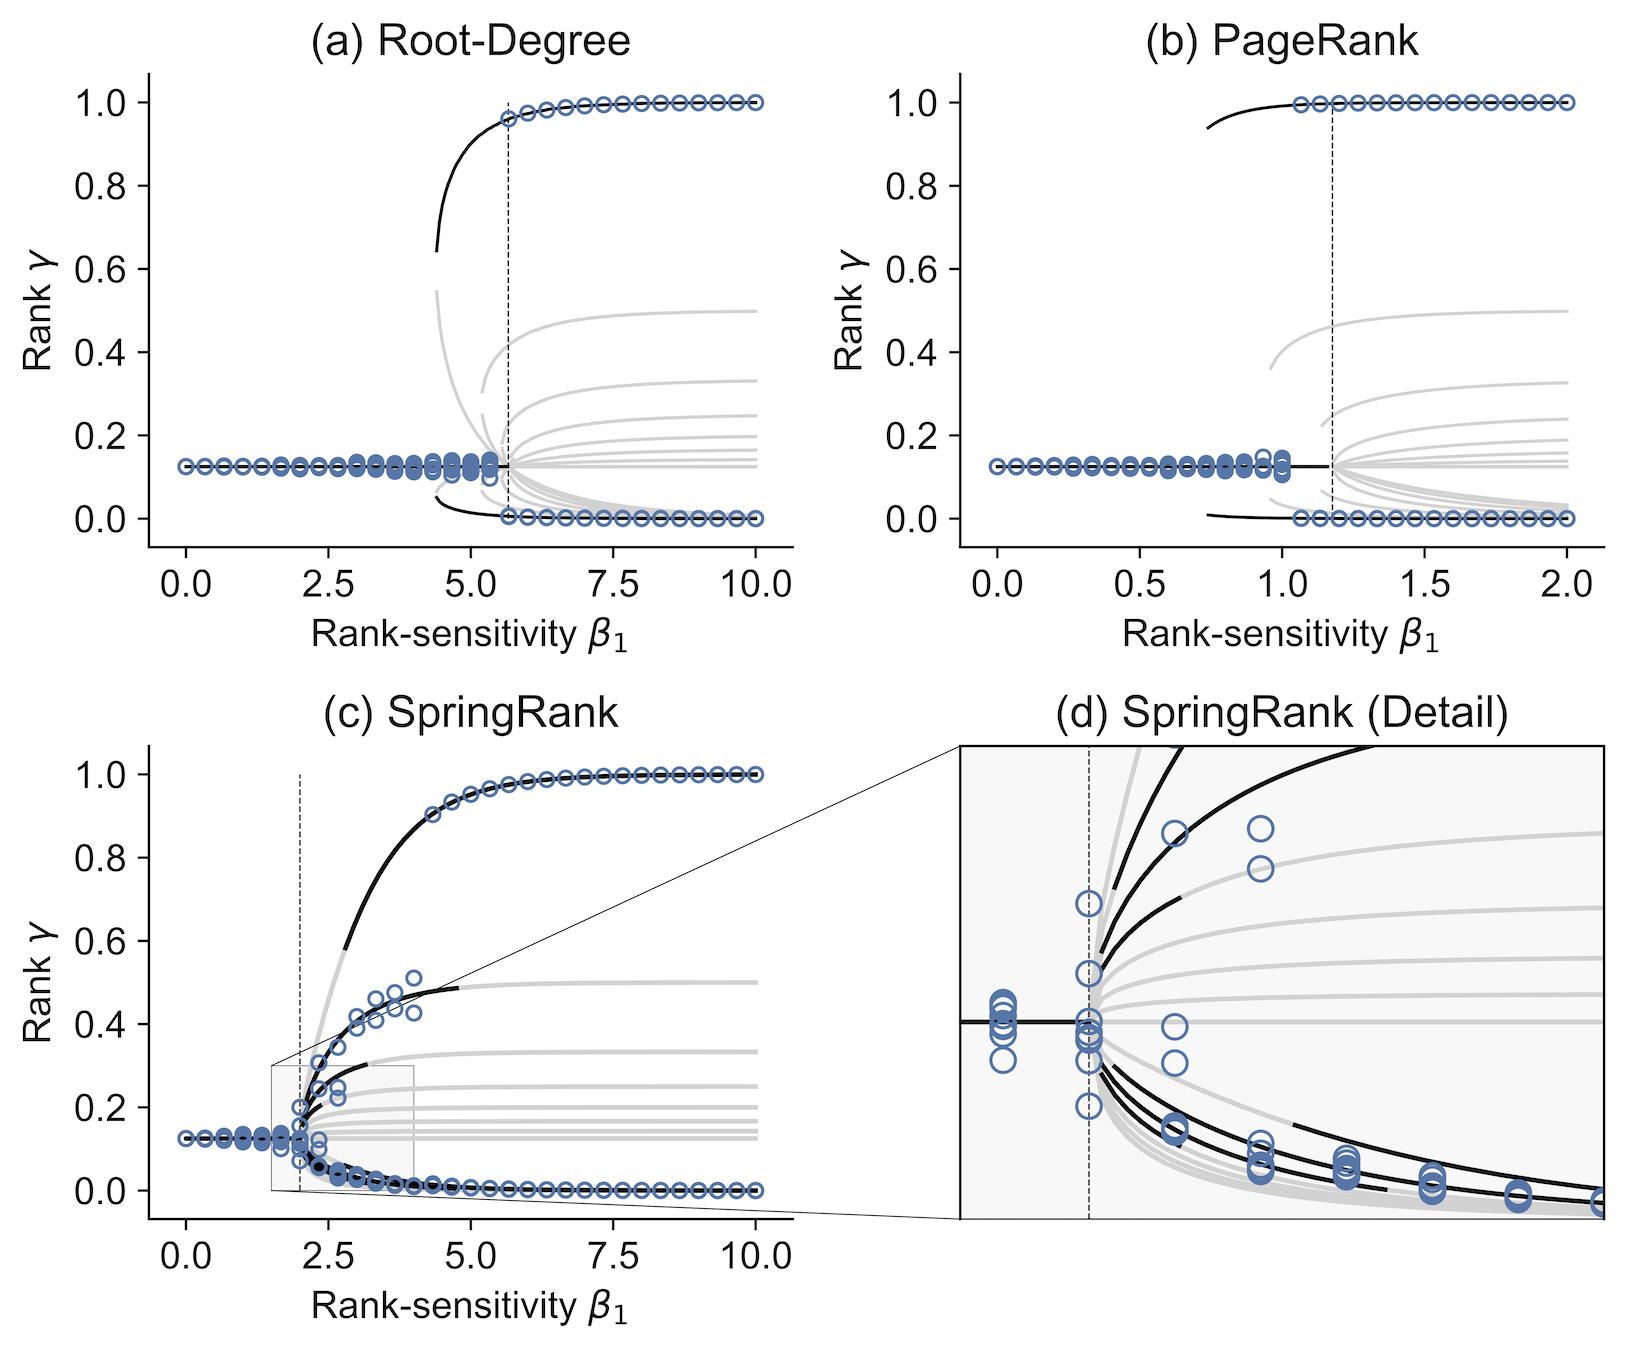 (a) Root-Degree
1.0
0.8
0.6
0.4
0.2
0.0
Rank γ
0.0 2.5 5.0 7.5 10.0
Rank-sensitivity β₁
(b) PageRank
1.0
0.8
0.6
0.4
0.2
0.0
Rank γ
0.0 0.5 1.0 1.5 2.0
Rank-sensitivity β₁
(c) SpringRank
1.0
0.8
0.6
0.4
0.2
0.0
Rank γ
0.0 2.5 5.0 7.5 10.0
Rank-sensitivity β₁
(d) SpringRank (Detail)